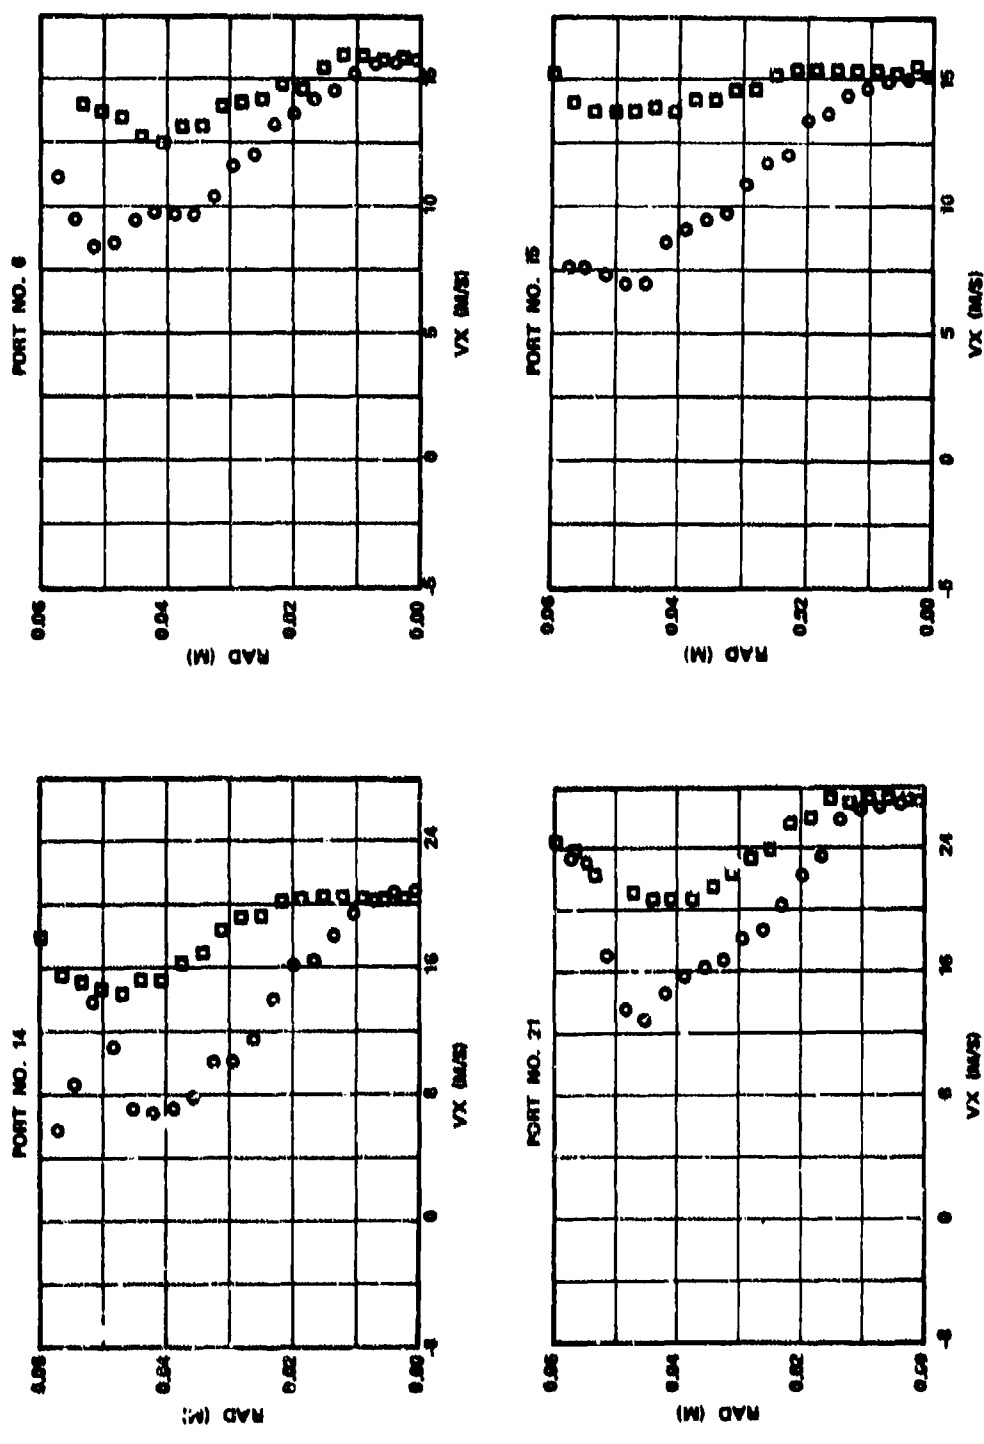 PORT NO. 14
0.06
0.04
0.02
0.00
RAD (M)
-8 0 8 16 24
VX (M/S)
PORT NO. 6
0.06
0.04
0.02
0.00
RAD (M)
-5 0 5 10 15
VX (M/S)
PORT NO. 21
0.06
0.04
0.02
0.00
RAD (M)
-8 0 8 16 24
VX (M/S)
PORT NO. 15
0.06
0.04
0.02
0.00
RAD (M)
-5 0 5 10 15
VX (M/S)